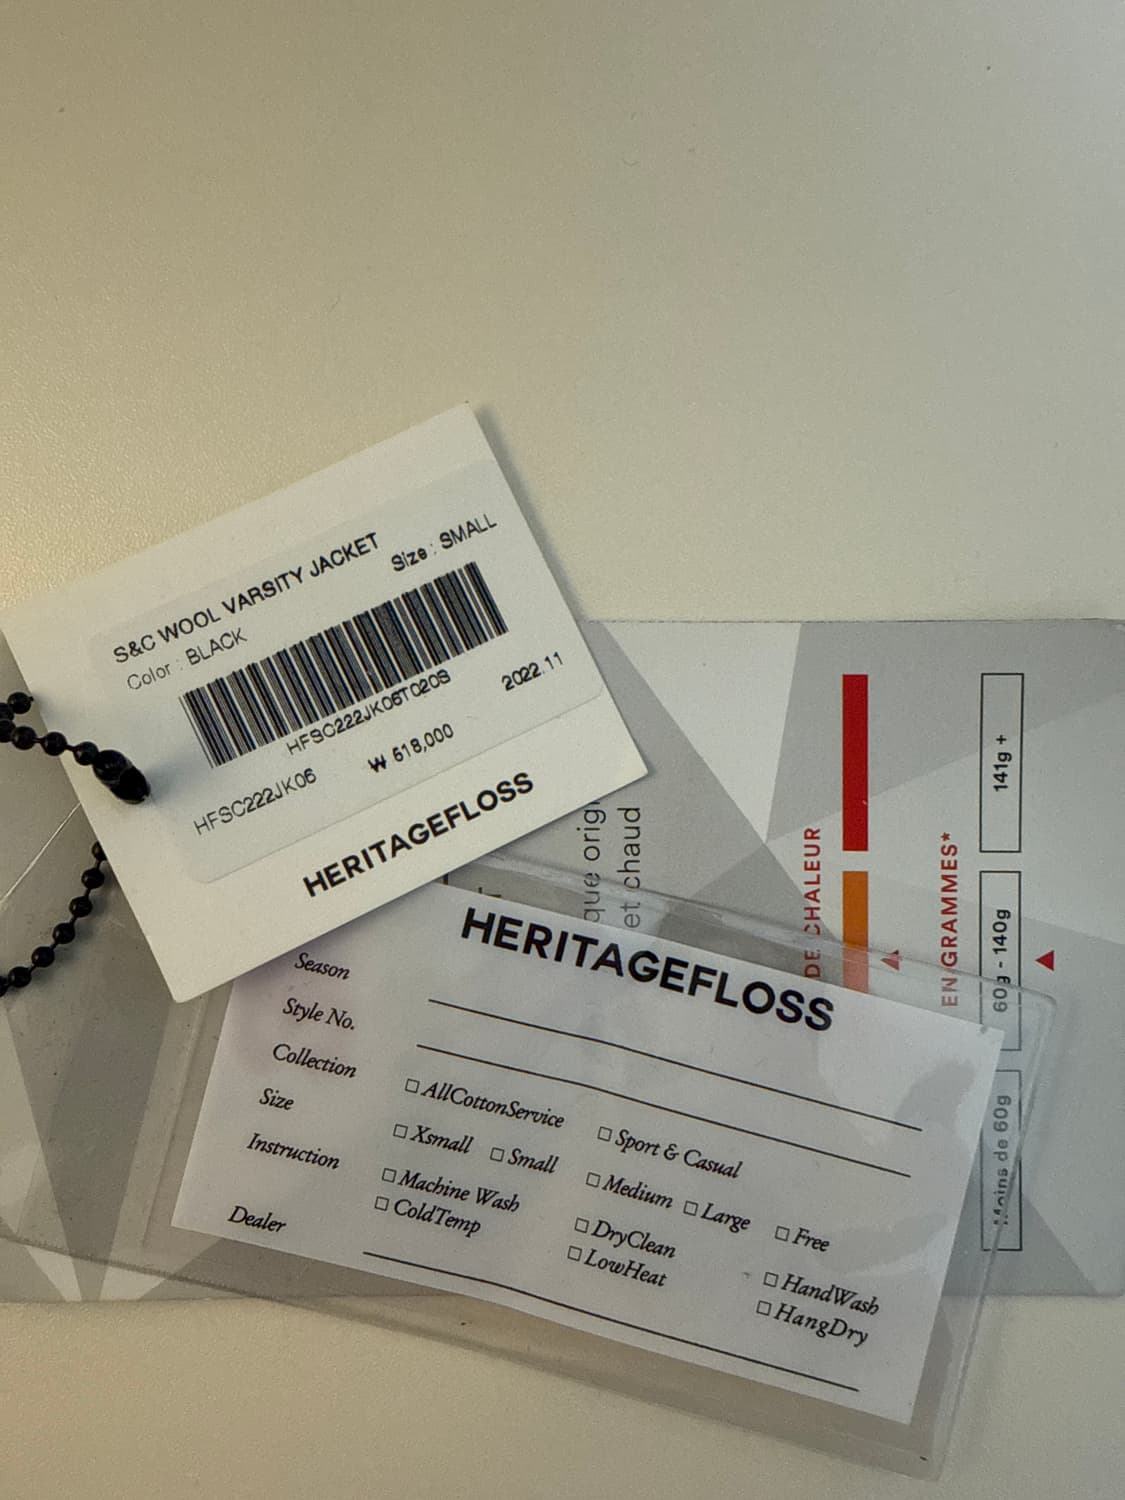 S&C WOOL VARSITY JACKET
Color : BLACK
Size : SMALL
HFSC222JK06T020S
HFSC222JK06
₩ 618,000
2022.11
HERITAGEFLOSS
HERITAGEFLOSS
Season
Style No.
Collection
□ AllCottonService □ Sport & Casual
Size
□ Xsmall □ Small □ Medium □ Large □ Free
Instruction
□ Machine Wash □ DryClean □ HandWash
□ ColdTemp □ LowHeat □ HangDry
Dealer
que orig
et chaud
DE CHALEUR
EN GRAMMES*
Moins de 60g
60g - 140g
141g +